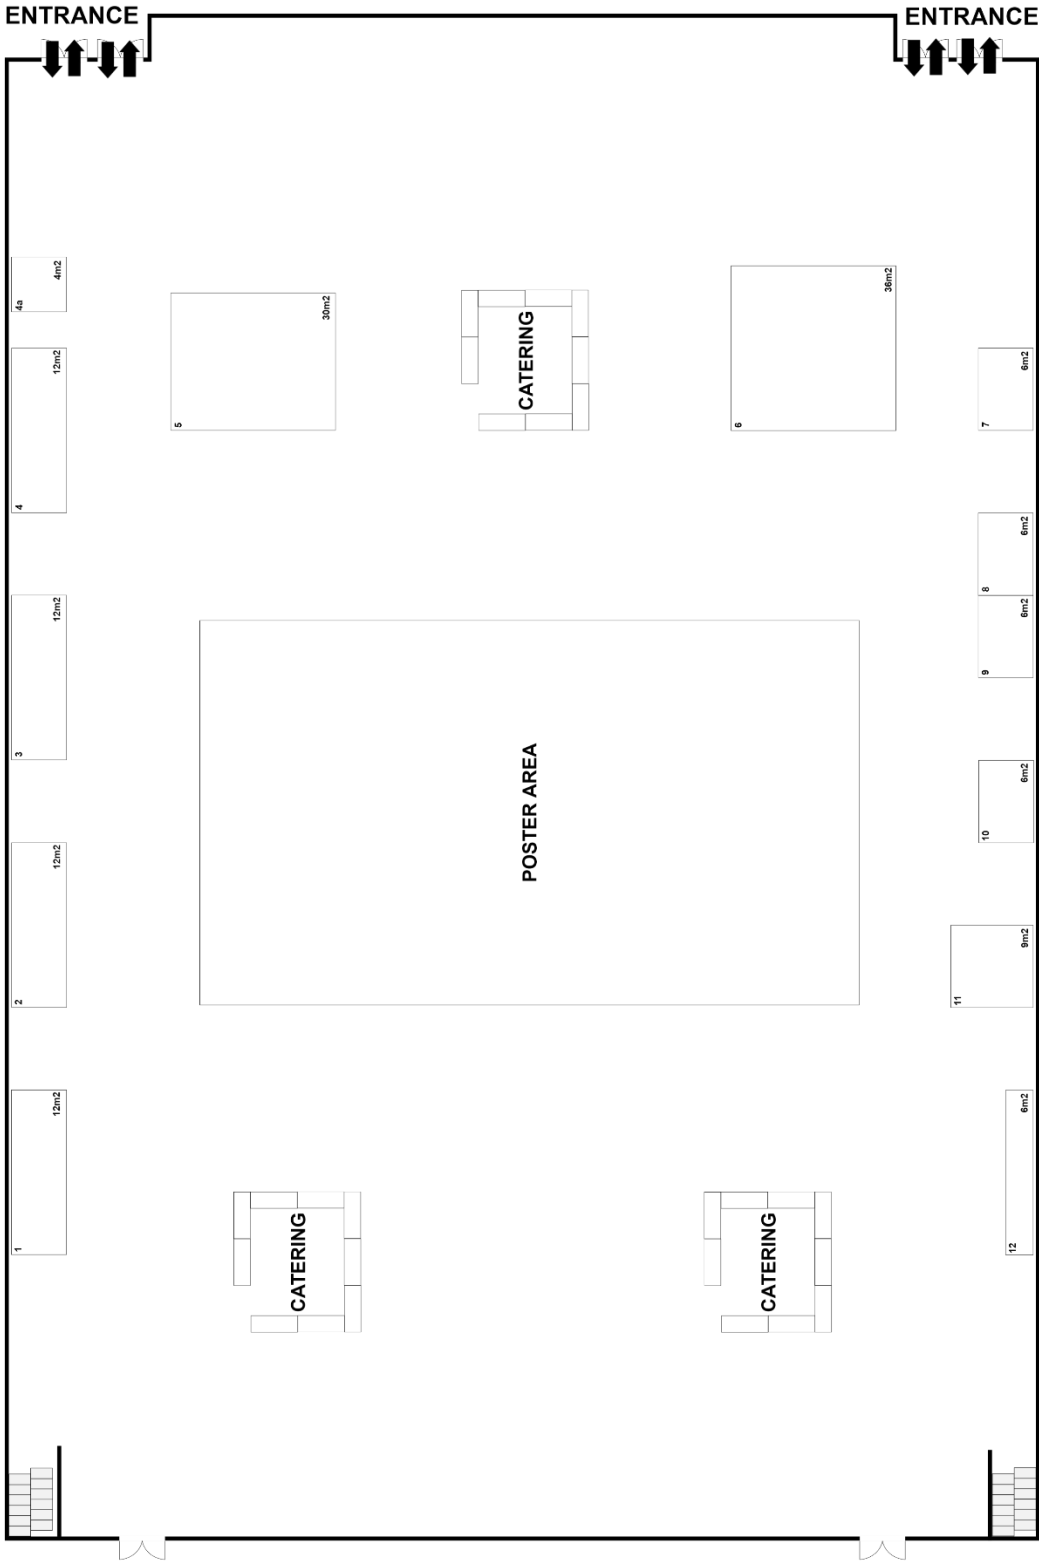 ENTRANCE
ENTRANCE
4m2
4a
12m2
4
30m2
5
CATERING
36m2
6
6m2
7
6m2
8
6m2
9
12m2
3
POSTER AREA
6m2
10
12m2
2
9m2
11
12m2
1
CATERING
CATERING
6m2
12